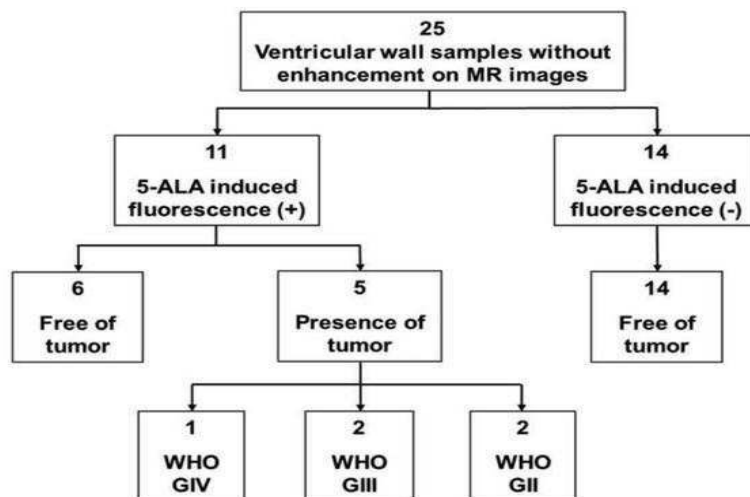 25
Ventricular wall samples without
enhancement on MR images
11
5-ALA induced
fluorescence (+)
14
5-ALA induced
fluorescence (-)
6
Free of
tumor
5
Presence of
tumor
14
Free of
tumor
1
WHO
GIV
2
WHO
GIII
2
WHO
GII